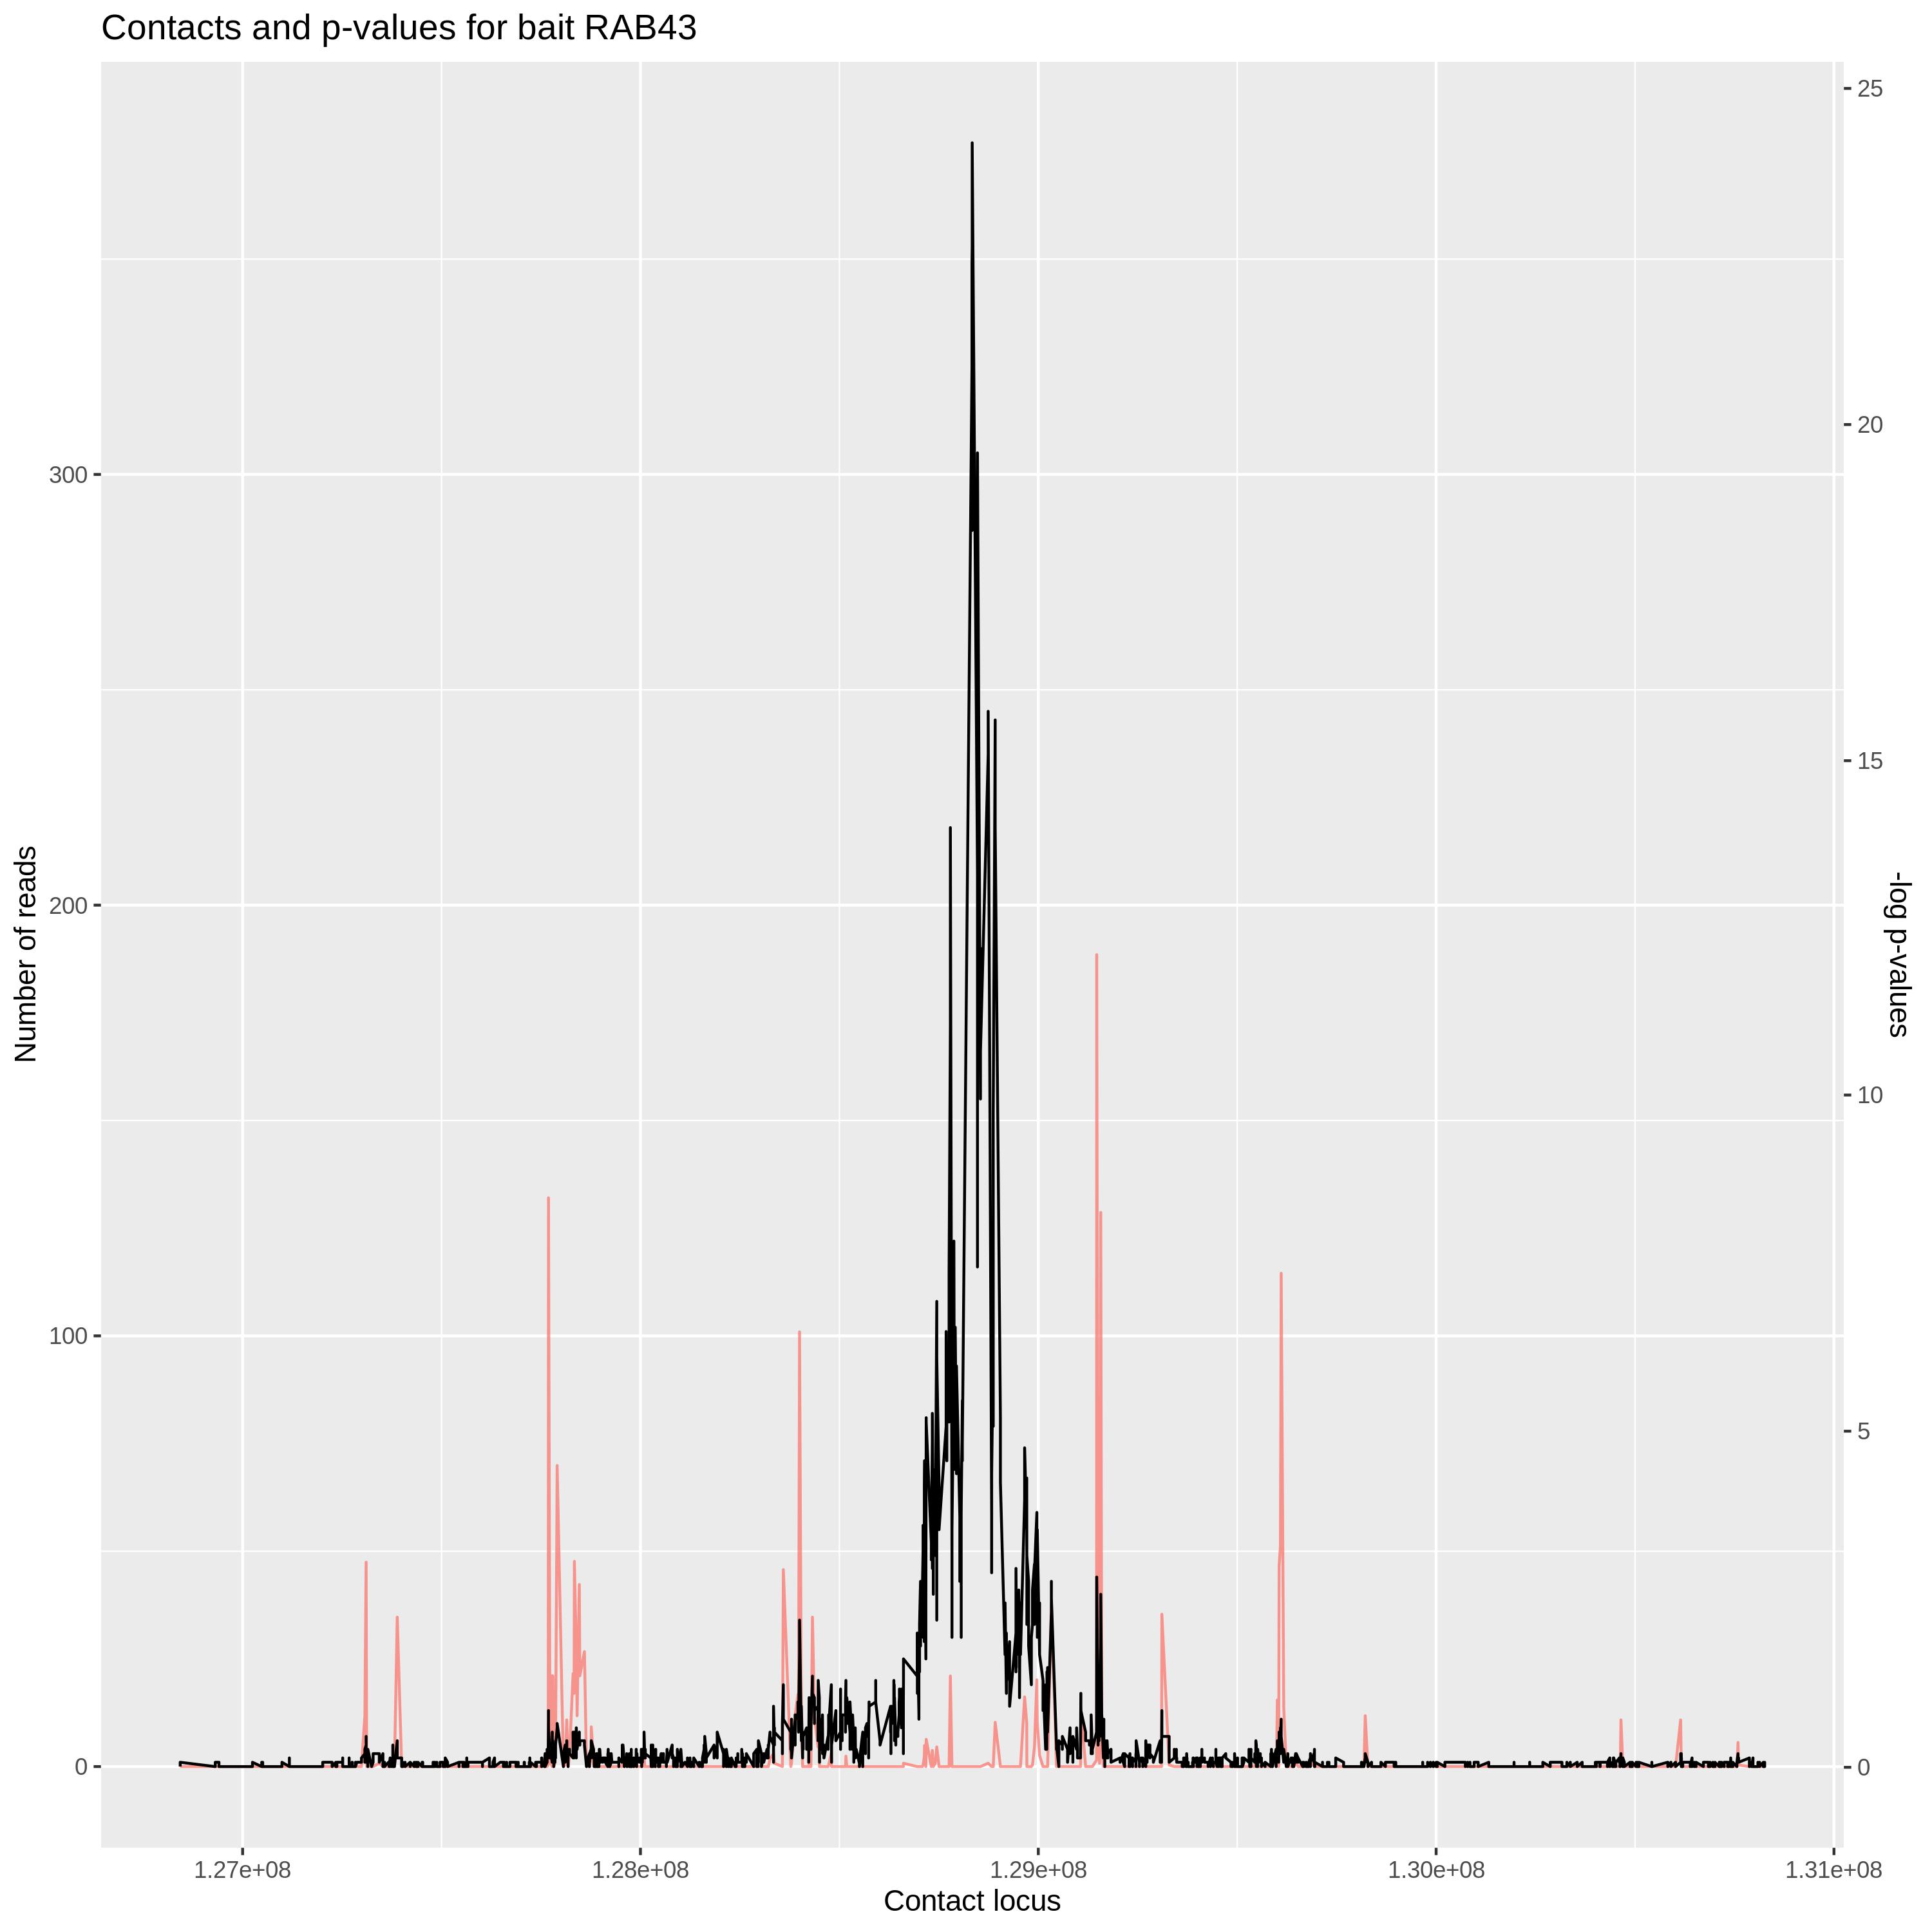 Contacts and p-values for bait RAB43
Number of reads
300
200
100
0
25
20
15
10
5
0
-log p-values
1.27e+08 1.28e+08 1.29e+08 1.30e+08 1.31e+08
Contact locus